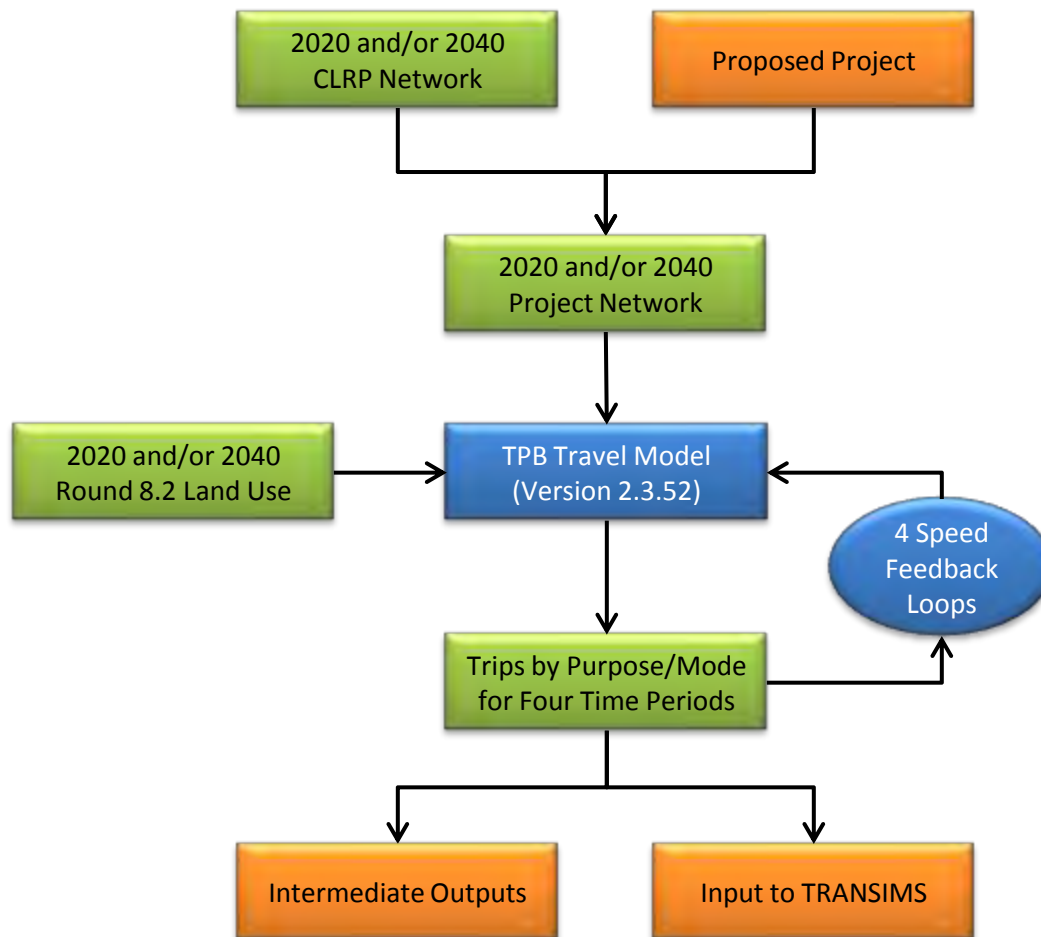 2020 and/or 2040
CLRP Network
Proposed Project
2020 and/or 2040
Project Network
2020 and/or 2040
Round 8.2 Land Use
TPB Travel Model
(Version 2.3.52)
4 Speed
Feedback
Loops
Trips by Purpose/Mode
for Four Time Periods
Intermediate Outputs
Input to TRANSIMS